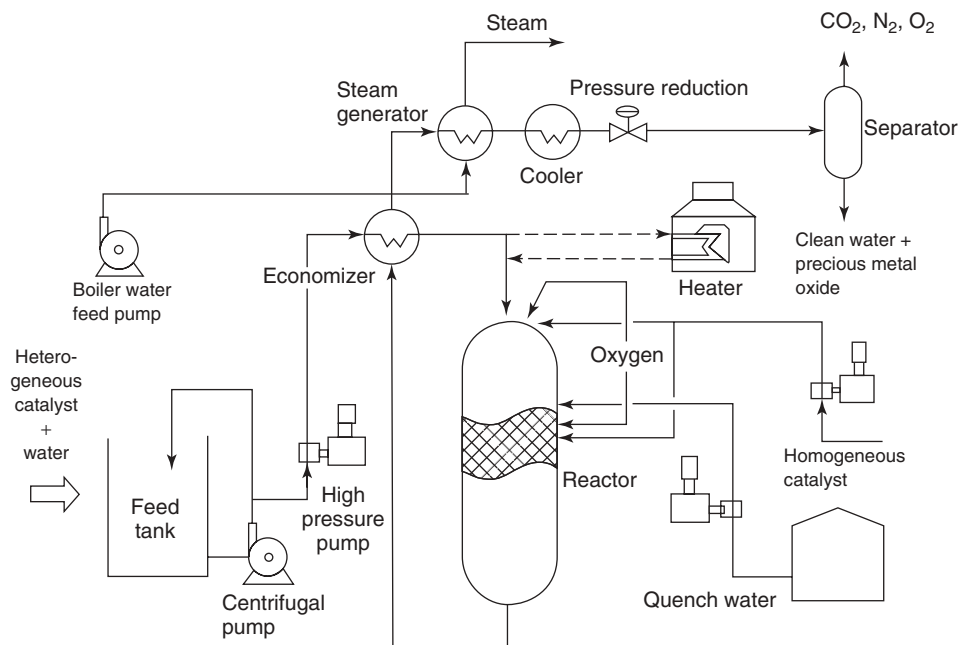 Steam
CO₂, N₂, O₂
Steam
generator
Pressure reduction
Separator
Cooler
Clean water +
precious metal
oxide
Economizer
Heater
Boiler water
feed pump
Hetero-
geneous
catalyst
+
water
Oxygen
Homogeneous
catalyst
Reactor
High
pressure
pump
Feed
tank
Quench water
Centrifugal
pump